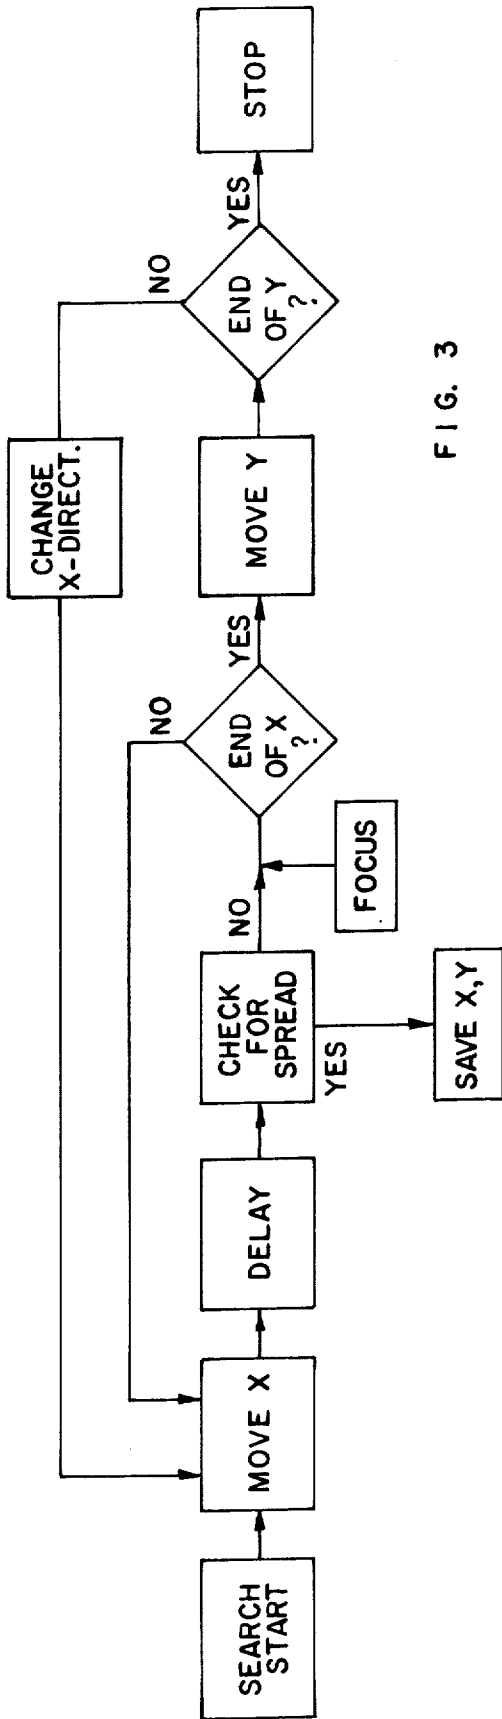 SEARCH
START
MOVE X
DELAY
CHECK
FOR
SPREAD
NO
YES
SAVE X,Y
FOCUS
END
OF X
?
NO
YES
MOVE Y
END
OF Y
?
NO
YES
STOP
CHANGE
X-DIRECT.
FIG. 3